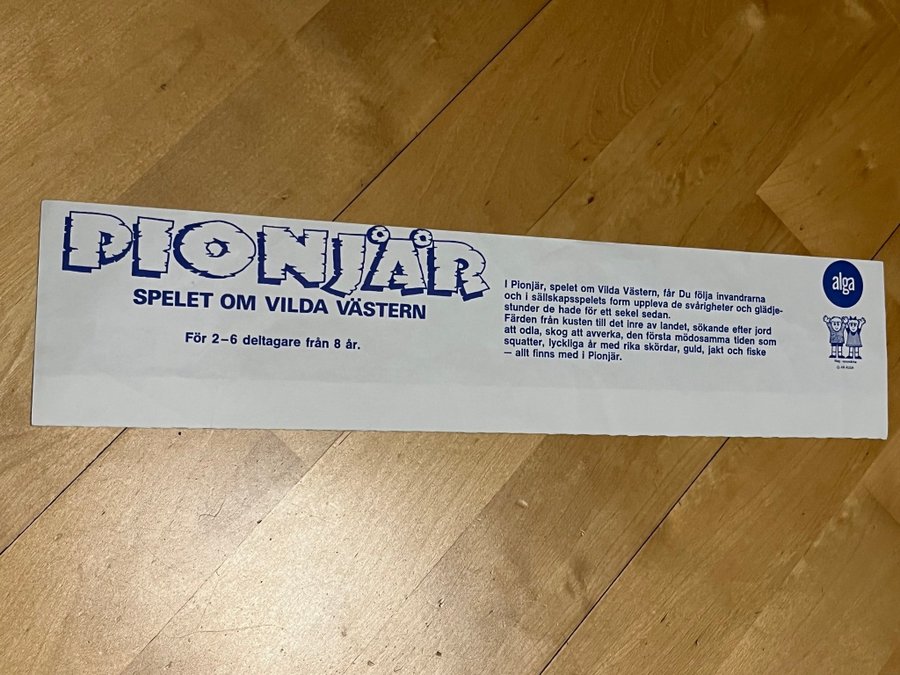 PIONJÄR
SPELET OM VILDA VÄSTERN
För 2–6 deltagare från 8 år.
I Pionjär, spelet om Vilda Västern, får Du följa invandrarna
och i sällskapsspelets form uppleva de svårigheter och glädje-
stunder de hade för ett sekel sedan.
Färden från kusten till det inre av landet, sökande efter jord
att odla, skog att avverka, den första mödosamma tiden som
squatter, lyckliga år med rika skördar, guld, jakt och fiske
— allt finns med i Pionjär.
alga